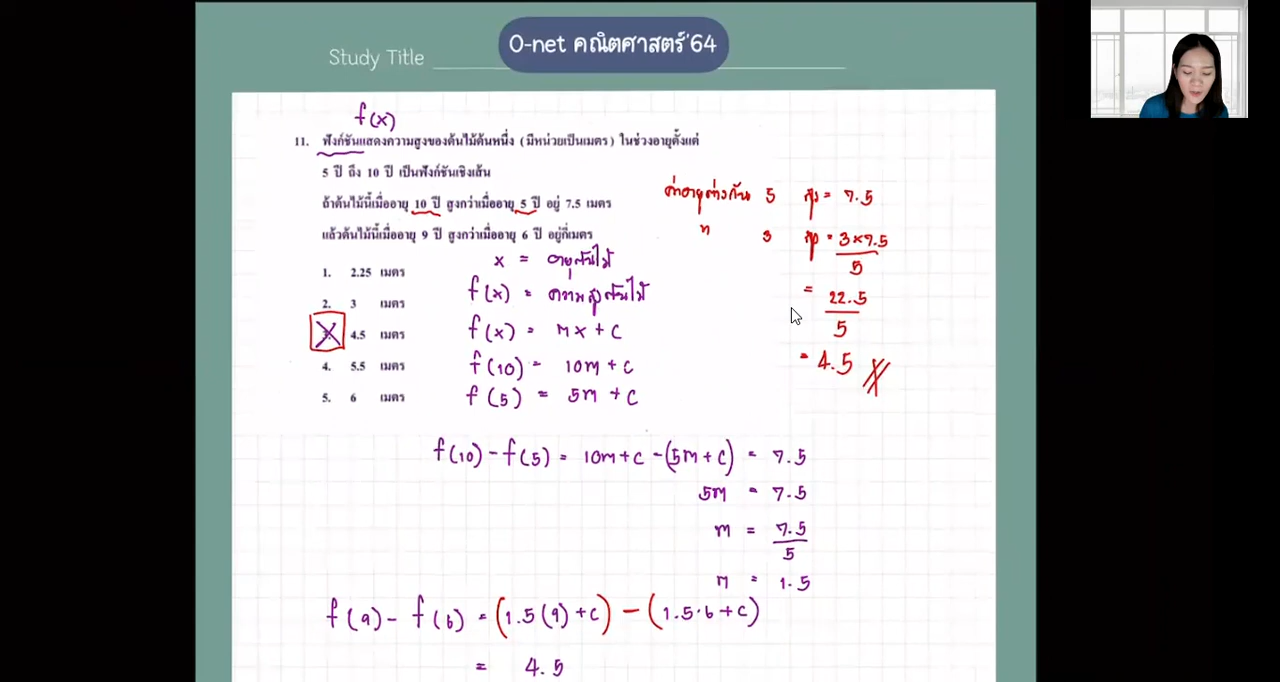 Study Title
O-net คณิตศาสตร์'64
f(x)
11. ฟังก์ชันแสดงความสูงของต้นไม้ต้นหนึ่ง (มีหน่วยเป็นเมตร) ในช่วงอายุตั้งแต่
5 ปี ถึง 10 ปี เป็นฟังก์ชันเชิงเส้น
ถ้าต้นไม้นี้เมื่ออายุ 10 ปี สูงกว่าเมื่ออายุ 5 ปี อยู่ 7.5 เมตร
แล้วต้นไม้นี้เมื่ออายุ 9 ปี สูงกว่าเมื่ออายุ 6 ปี อยู่กี่เมตร
1. 2.25 เมตร
2. 3 เมตร
3. 4.5 เมตร
4. 5.5 เมตร
5. 6 เมตร
x = อายุต้นไม้
f(x) = ความสูงต้นไม้
f(x) = mx + c
f(10) = 10m + c
f(5) = 5m + c
ถ้าอายุต่างกัน 5 สูง = 7.5
" 3 สูง = 3×7.5
5
= 22.5
5
= 4.5
f(10) - f(5) = 10m + c - (5m + c) = 7.5
5m = 7.5
m = 7.5
5
m = 1.5
f(9) - f(6) = (1.5(9) + c) - (1.5·6 + c)
= 4.5